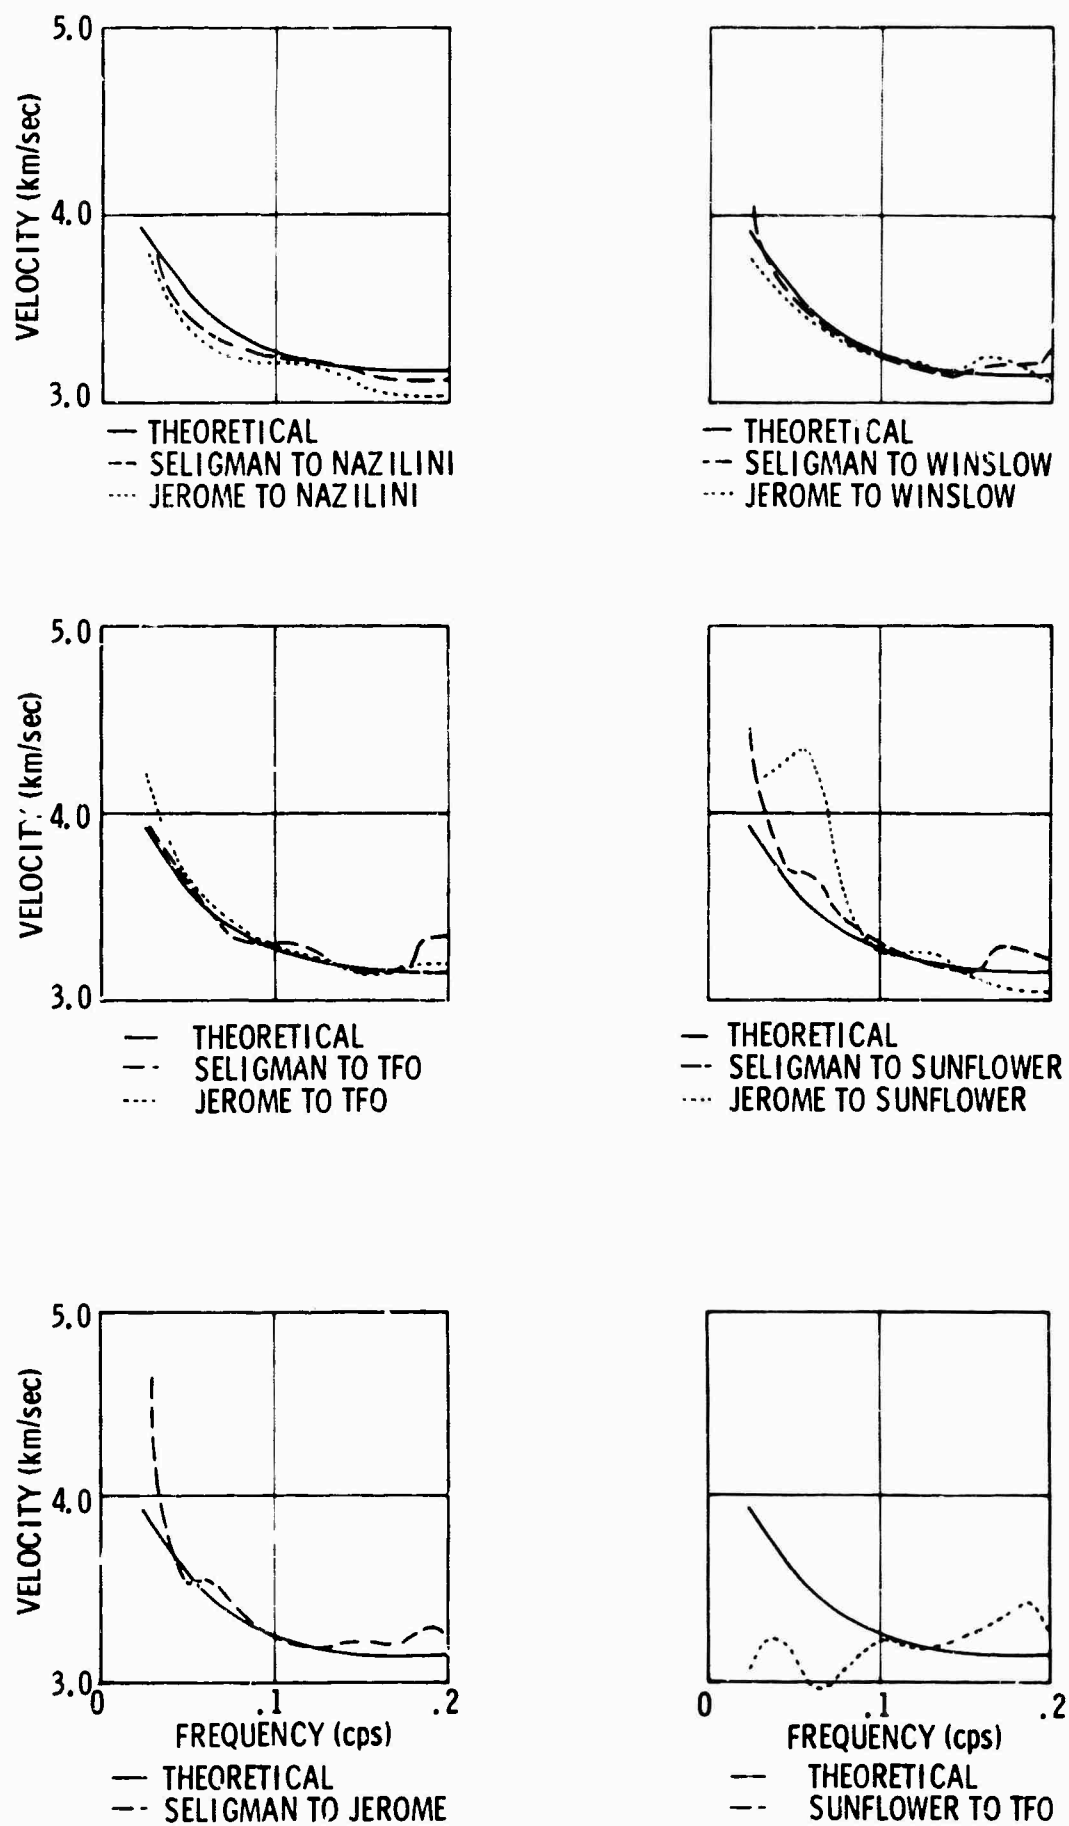 5.0
4.0
3.0
VELOCITY (km/sec)
— THEORETICAL
-- SELIGMAN TO NAZILINI
···· JEROME TO NAZILINI
— THEORETICAL
-- SELIGMAN TO WINSLOW
···· JEROME TO WINSLOW
5.0
4.0
3.0
VELOCITY (km/sec)
— THEORETICAL
—- SELIGMAN TO TFO
···· JEROME TO TFO
— THEORETICAL
—- SELIGMAN TO SUNFLOWER
···· JEROME TO SUNFLOWER
5.0
4.0
3.0
VELOCITY (km/sec)
0 .1 .2
FREQUENCY (cps)
— THEORETICAL
—- SELIGMAN TO JEROME
0 .1 .2
FREQUENCY (cps)
— THEORETICAL
—- SUNFLOWER TO TFO